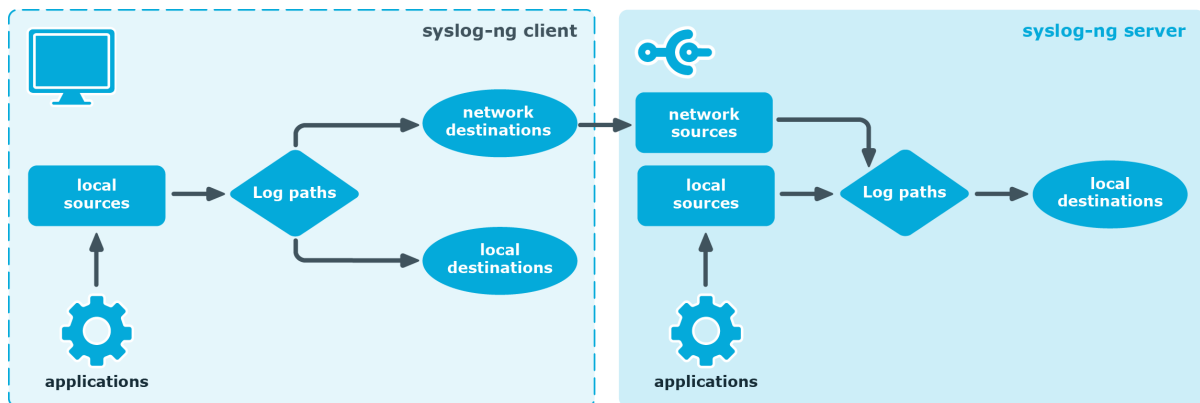 syslog-ng client
network
destinations
local
sources
Log paths
local
destinations
applications
syslog-ng server
network
sources
local
sources
Log paths
local
destinations
applications